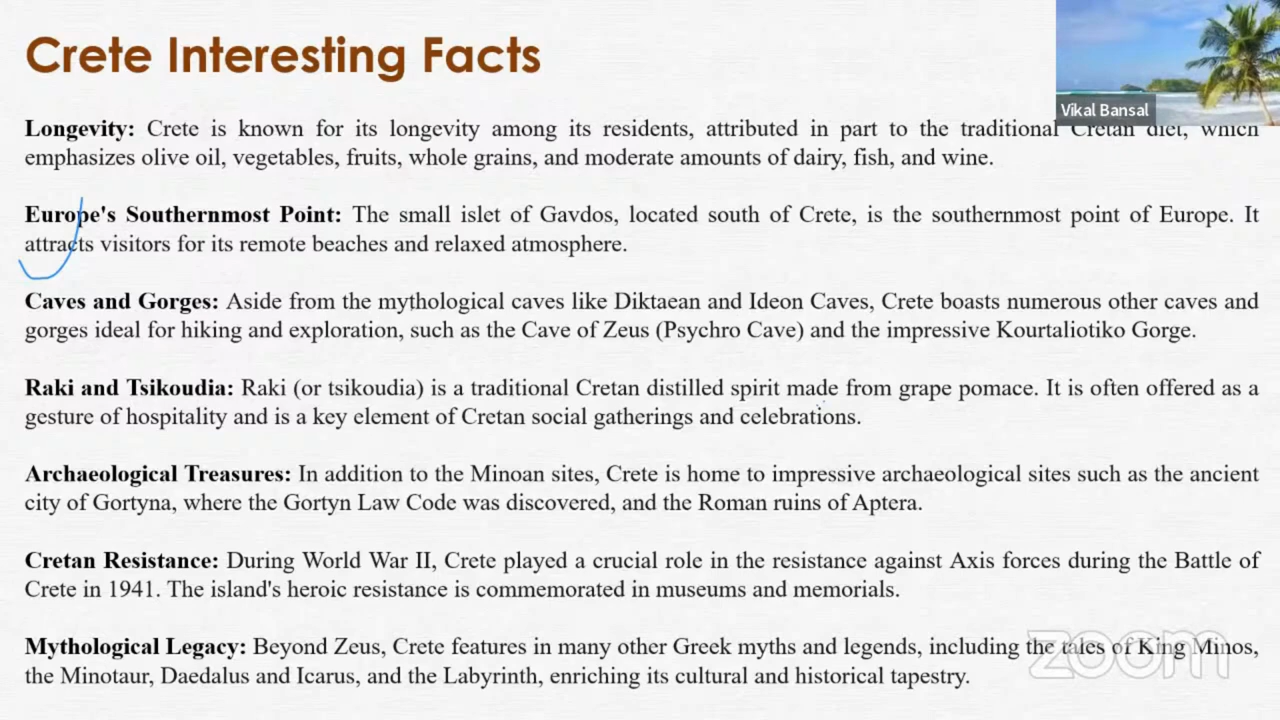 Crete Interesting Facts
Vikal Bansal
Longevity: Crete is known for its longevity among its residents, attributed in part to the traditional Cretan diet, which
emphasizes olive oil, vegetables, fruits, whole grains, and moderate amounts of dairy, fish, and wine.
Europe's Southernmost Point: The small islet of Gavdos, located south of Crete, is the southernmost point of Europe. It
attracts visitors for its remote beaches and relaxed atmosphere.
Caves and Gorges: Aside from the mythological caves like Diktaean and Ideon Caves, Crete boasts numerous other caves and
gorges ideal for hiking and exploration, such as the Cave of Zeus (Psychro Cave) and the impressive Kourtaliotiko Gorge.
Raki and Tsikoudia: Raki (or tsikoudia) is a traditional Cretan distilled spirit made from grape pomace. It is often offered as a
gesture of hospitality and is a key element of Cretan social gatherings and celebrations.
Archaeological Treasures: In addition to the Minoan sites, Crete is home to impressive archaeological sites such as the ancient
city of Gortyna, where the Gortyn Law Code was discovered, and the Roman ruins of Aptera.
Cretan Resistance: During World War II, Crete played a crucial role in the resistance against Axis forces during the Battle of
Crete in 1941. The island's heroic resistance is commemorated in museums and memorials.
Mythological Legacy: Beyond Zeus, Crete features in many other Greek myths and legends, including the tales of King Minos,
the Minotaur, Daedalus and Icarus, and the Labyrinth, enriching its cultural and historical tapestry.
zoom